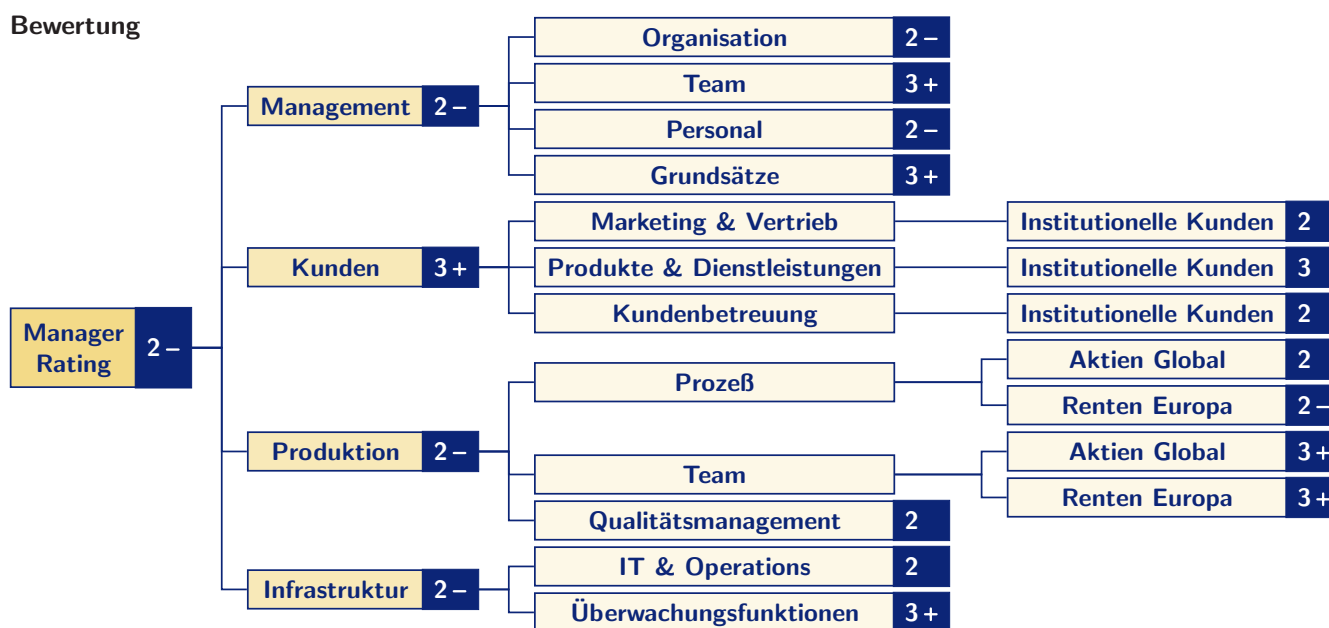 Bewertung
Organisation 2 –
Team 3 +
Management 2 –
Personal 2 –
Grundsätze 3 +
Marketing & Vertrieb Institutionelle Kunden 2
Kunden 3 + Produkte & Dienstleistungen Institutionelle Kunden 3
Kundenbetreuung Institutionelle Kunden 2
Manager
Rating
2 –
Prozeß
Aktien Global 2
Renten Europa 2 –
Produktion 2 –
Team
Aktien Global 3 +
Renten Europa 3 +
Qualitätsmanagement 2
IT & Operations 2
Infrastruktur 2 –
Überwachungsfunktionen 3 +